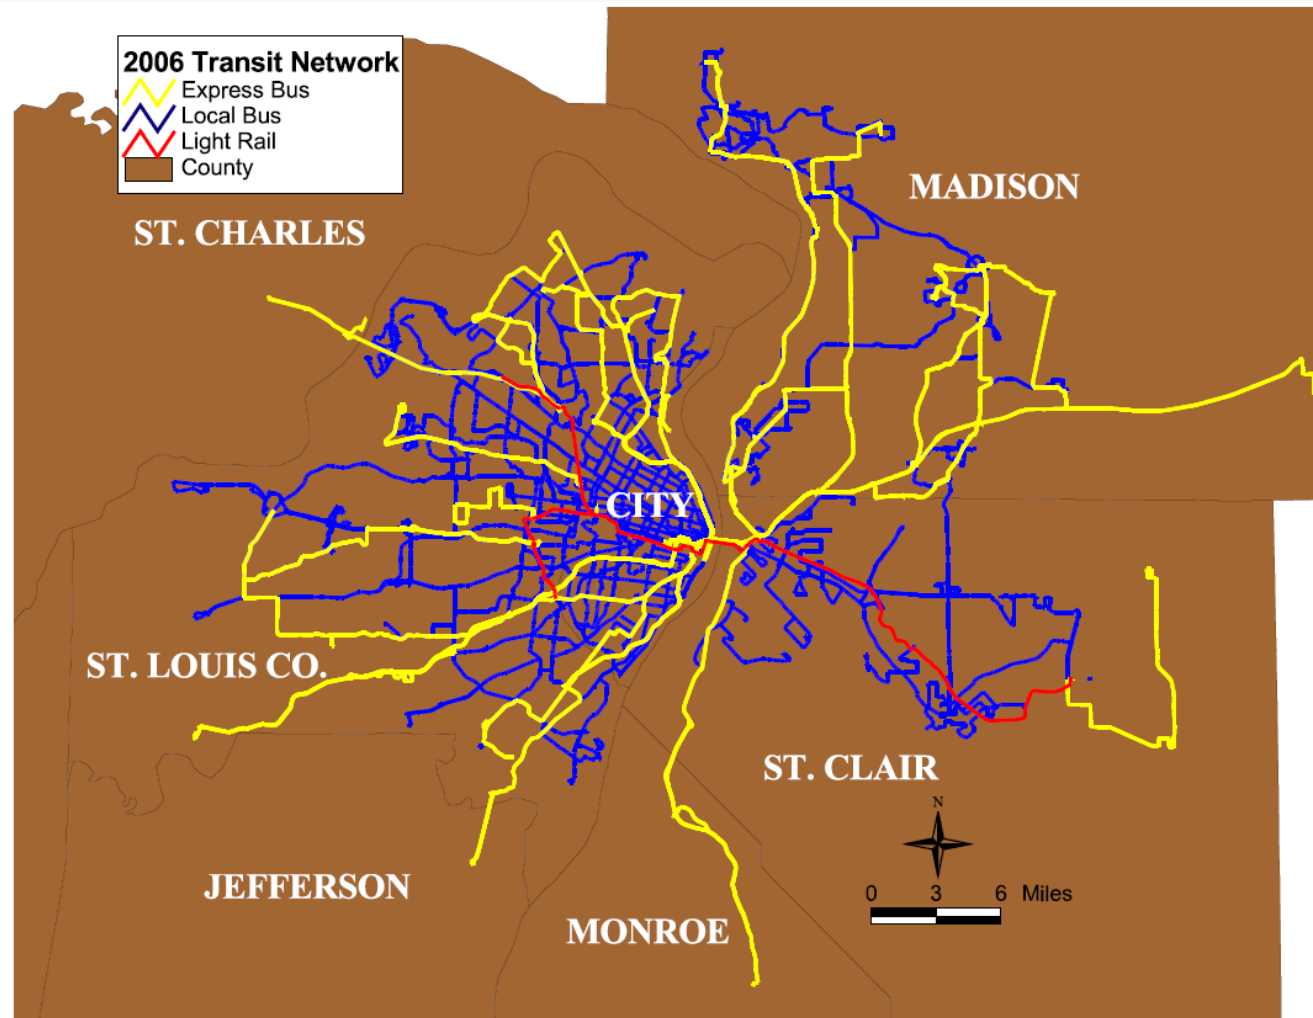 2006 Transit Network
Express Bus
Local Bus
Light Rail
County
MADISON
ST. CHARLES
CITY
ST. LOUIS CO.
ST. CLAIR
N
JEFFERSON
0 3 6 Miles
MONROE